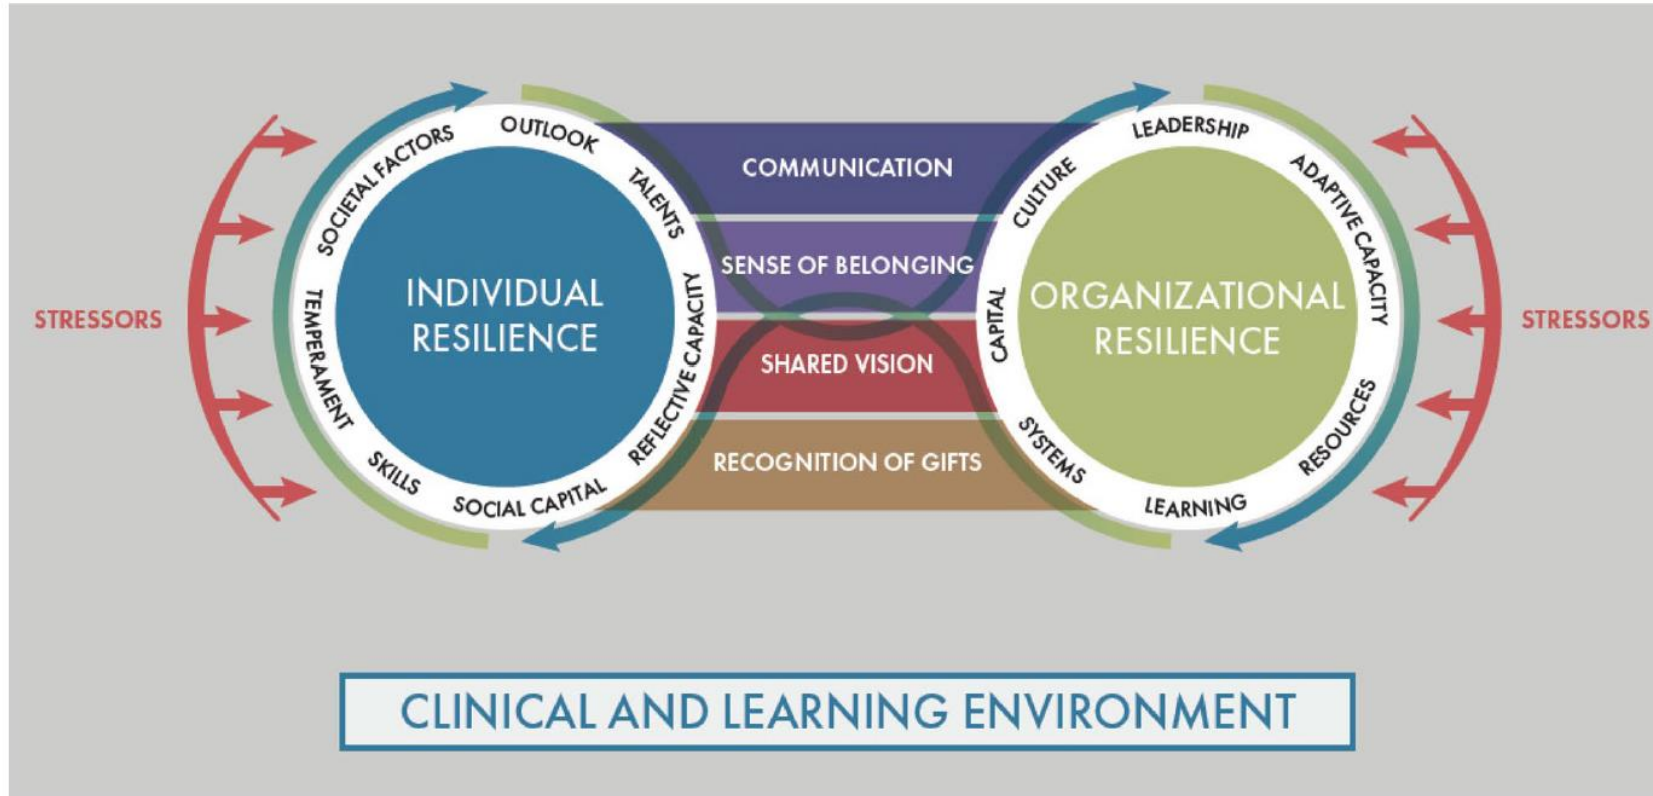 STRESSORS
SOCIETAL FACTORS
OUTLOOK
TALENTS
REFLECTIVE CAPACITY
SOCIAL CAPITAL
SKILLS
TEMPERAMENT
INDIVIDUAL
RESILIENCE
COMMUNICATION
SENSE OF BELONGING
SHARED VISION
RECOGNITION OF GIFTS
CAPITAL
CULTURE
LEADERSHIP
ADAPTIVE CAPACITY
RESOURCES
LEARNING
SYSTEMS
ORGANIZATIONAL
RESILIENCE
STRESSORS
CLINICAL AND LEARNING ENVIRONMENT